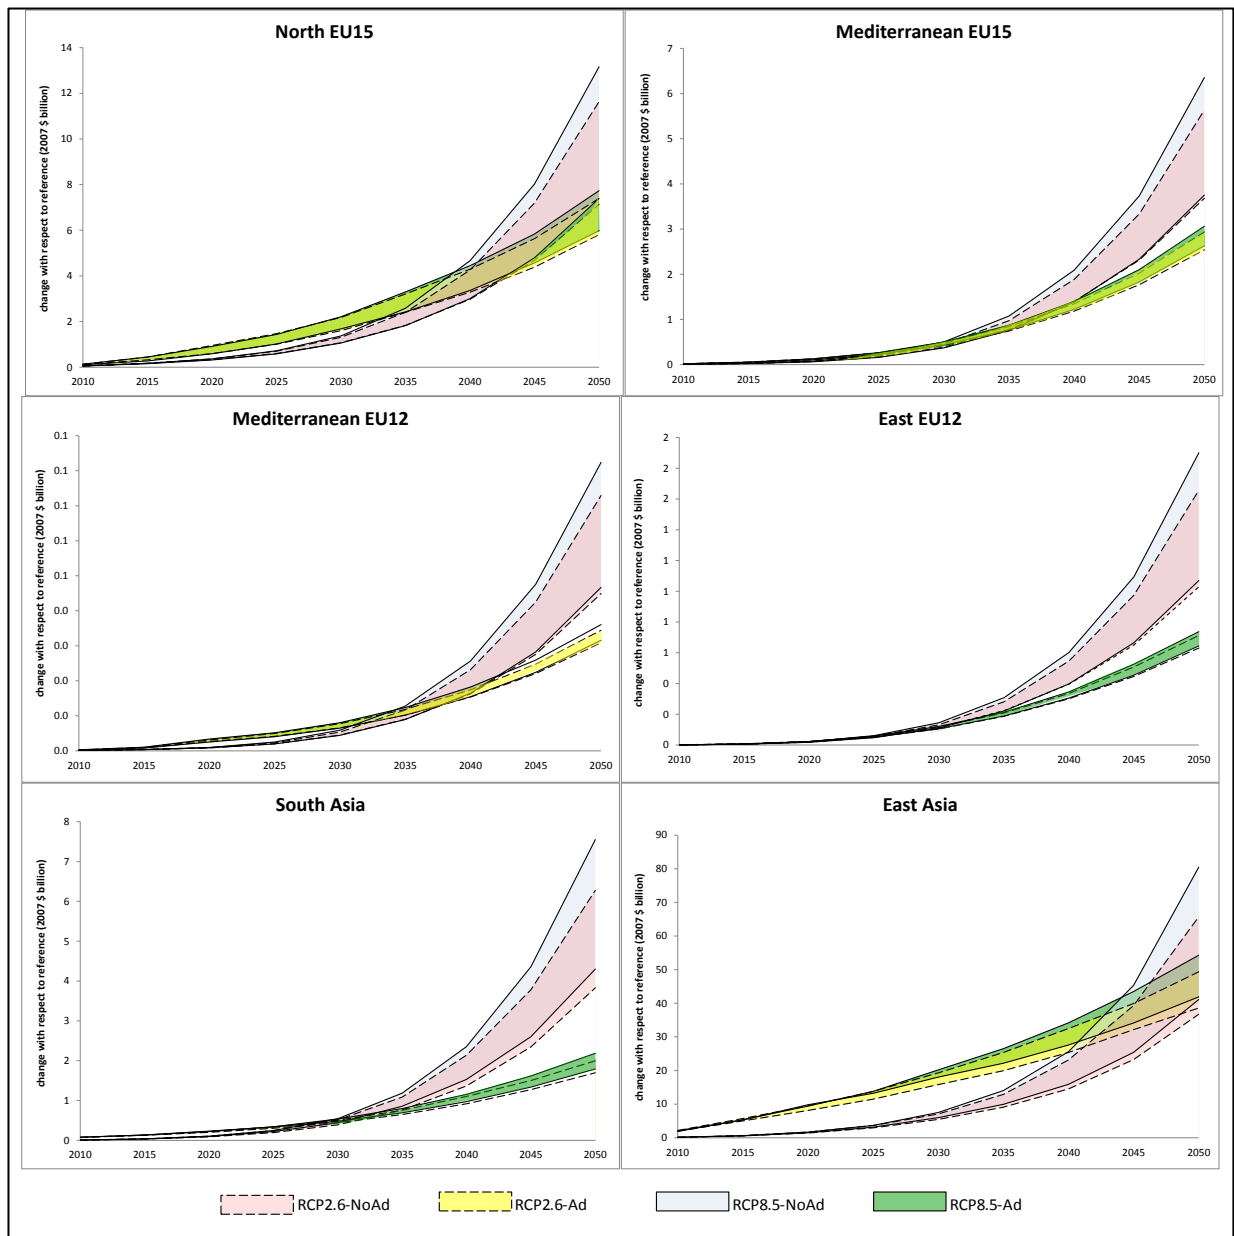 North EU15
change with respect to reference (2007 $ billion)
14
12
10
8
6
4
2
0
2010 2015 2020 2025 2030 2035 2040 2045 2050
Mediterranean EU15
change with respect to reference (2007 $ billion)
7
6
5
4
3
2
1
0
2010 2015 2020 2025 2030 2035 2040 2045 2050
Mediterranean EU12
change with respect to reference (2007 $ billion)
0.1
0.1
0.1
0.1
0.1
0.0
0.0
0.0
0.0
0.0
2010 2015 2020 2025 2030 2035 2040 2045 2050
East EU12
change with respect to reference (2007 $ billion)
2
2
2
1
1
1
1
1
0
0
0
2010 2015 2020 2025 2030 2035 2040 2045 2050
South Asia
change with respect to reference (2007 $ billion)
8
7
6
5
4
3
2
1
0
2010 2015 2020 2025 2030 2035 2040 2045 2050
East Asia
change with respect to reference (2007 $ billion)
90
80
70
60
50
40
30
20
10
0
2010 2015 2020 2025 2030 2035 2040 2045 2050
RCP2.6-NoAd RCP2.6-Ad RCP8.5-NoAd RCP8.5-Ad